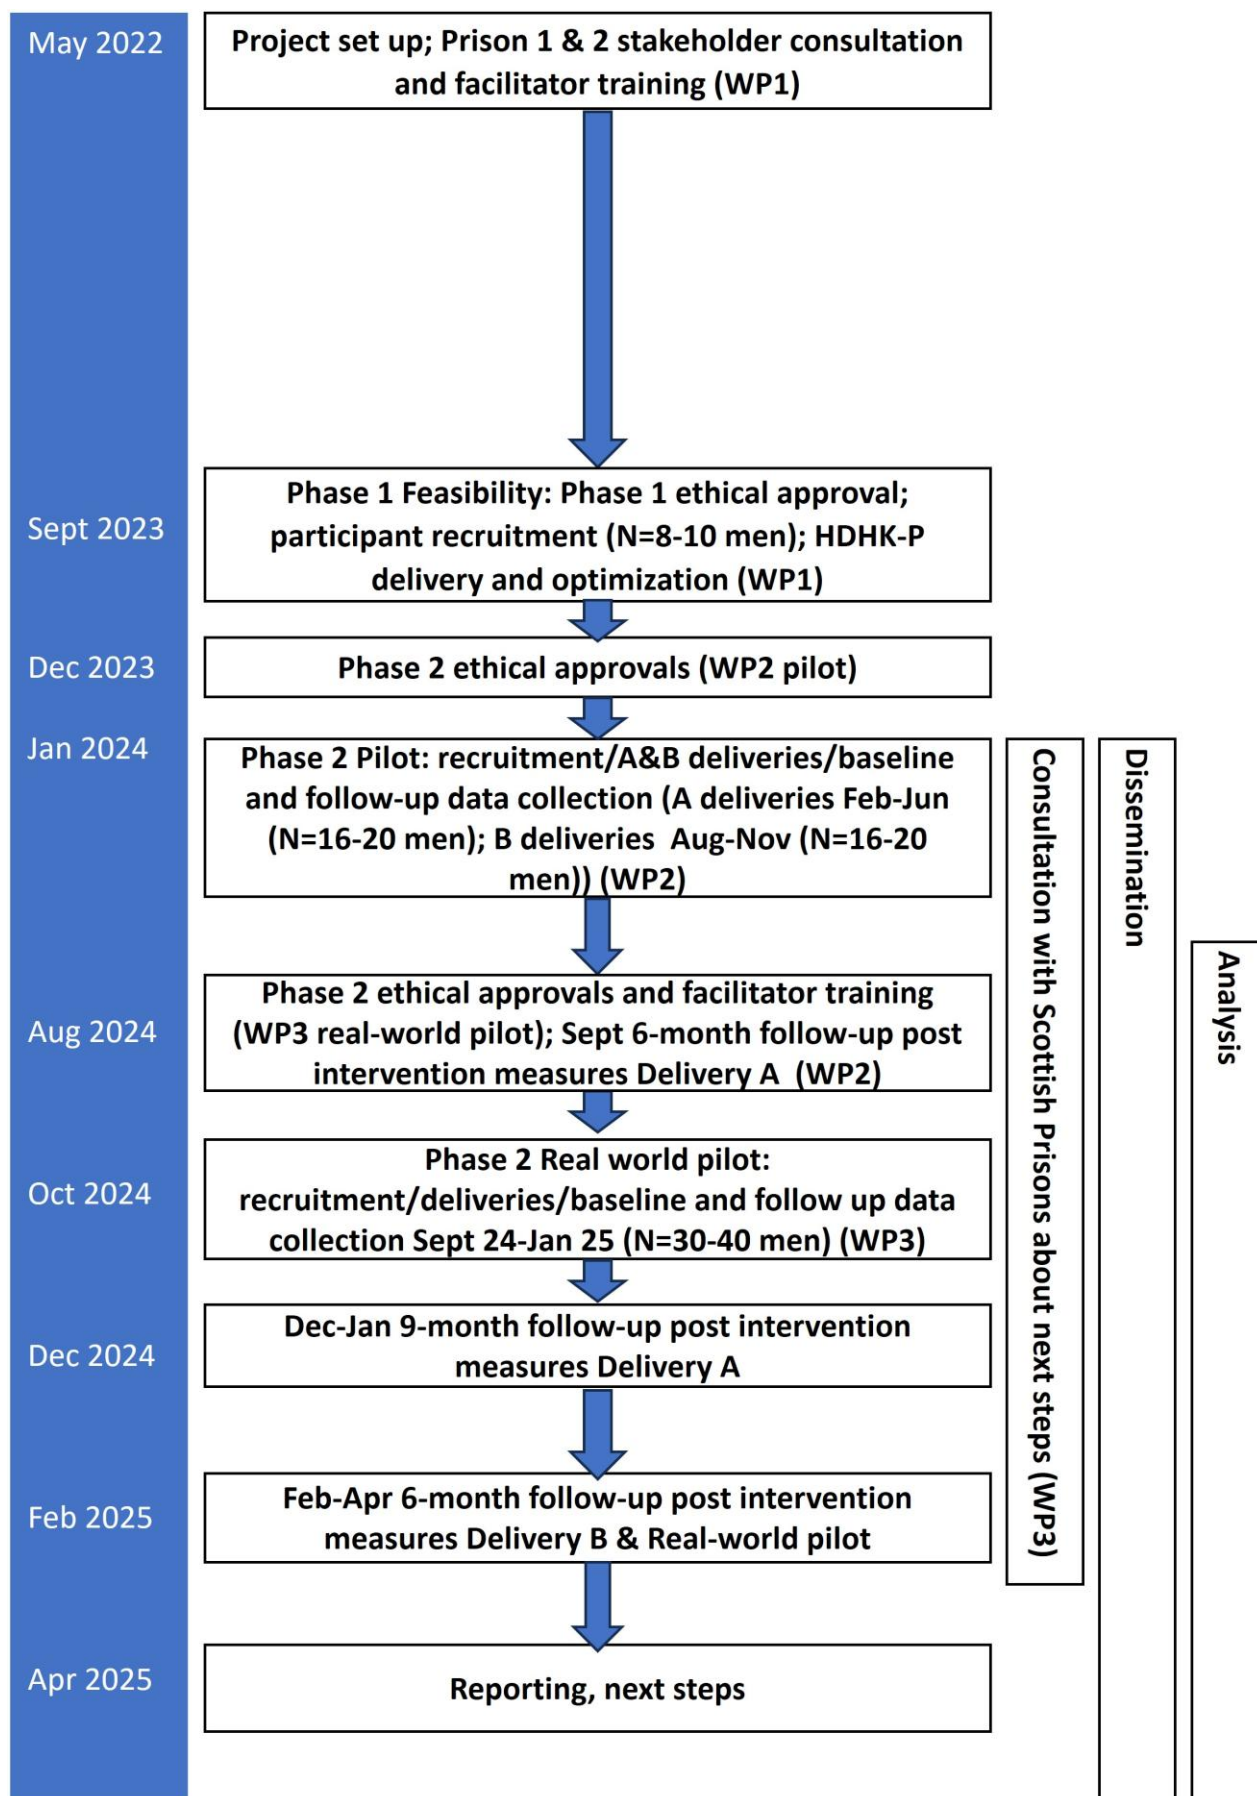 May 2022
Project set up; Prison 1 & 2 stakeholder consultation
and facilitator training (WP1)
Sept 2023
Phase 1 Feasibility: Phase 1 ethical approval;
participant recruitment (N=8-10 men); HDHK-P
delivery and optimization (WP1)
Dec 2023
Phase 2 ethical approvals (WP2 pilot)
Jan 2024
Phase 2 Pilot: recruitment/A&B deliveries/baseline
and follow-up data collection (A deliveries Feb-Jun
(N=16-20 men); B deliveries Aug-Nov (N=16-20
men)) (WP2)
Aug 2024
Phase 2 ethical approvals and facilitator training
(WP3 real-world pilot); Sept 6-month follow-up post
intervention measures Delivery A (WP2)
Oct 2024
Phase 2 Real world pilot:
recruitment/deliveries/baseline and follow up data
collection Sept 24-Jan 25 (N=30-40 men) (WP3)
Dec 2024
Dec-Jan 9-month follow-up post intervention
measures Delivery A
Feb 2025
Feb-Apr 6-month follow-up post intervention
measures Delivery B & Real-world pilot
Apr 2025
Reporting, next steps
Consultation with Scottish Prisons about next steps (WP3)
Dissemination
Analysis